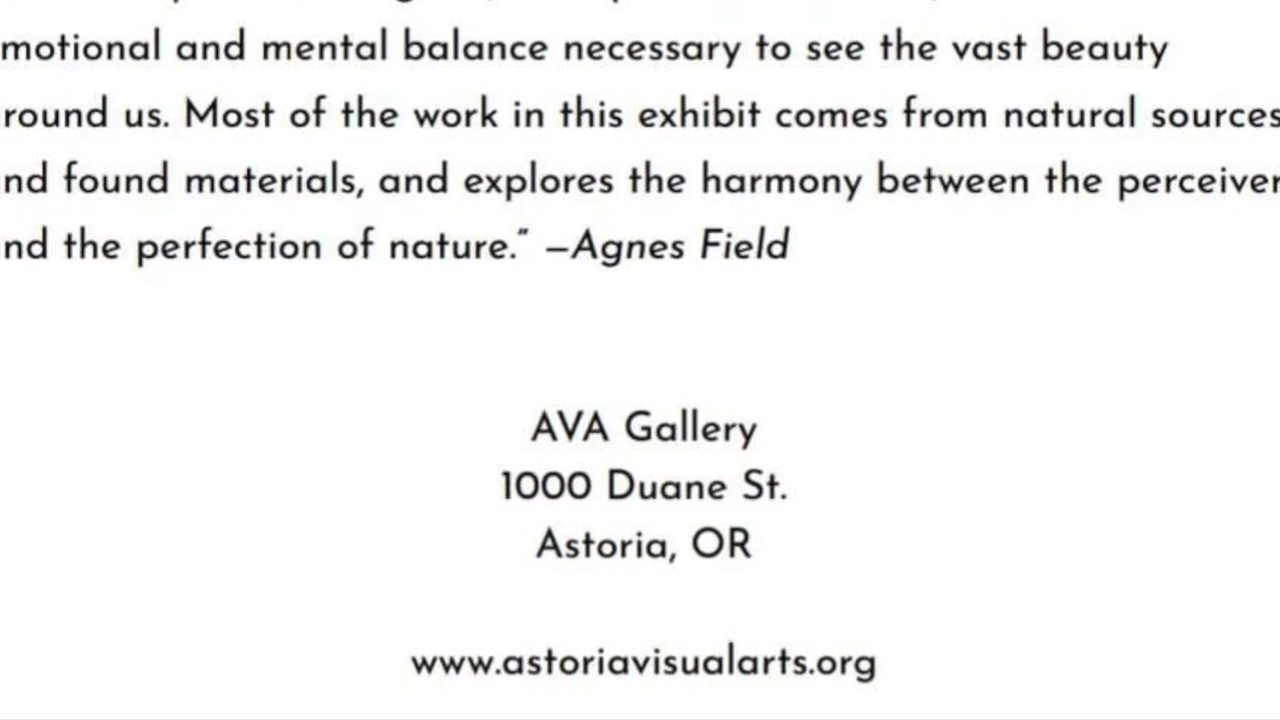 motional and mental balance necessary to see the vast beauty
round us. Most of the work in this exhibit comes from natural sources
nd found materials, and explores the harmony between the perceiver
nd the perfection of nature.” –Agnes Field
AVA Gallery
1000 Duane St.
Astoria, OR
www.astoriavisualarts.org